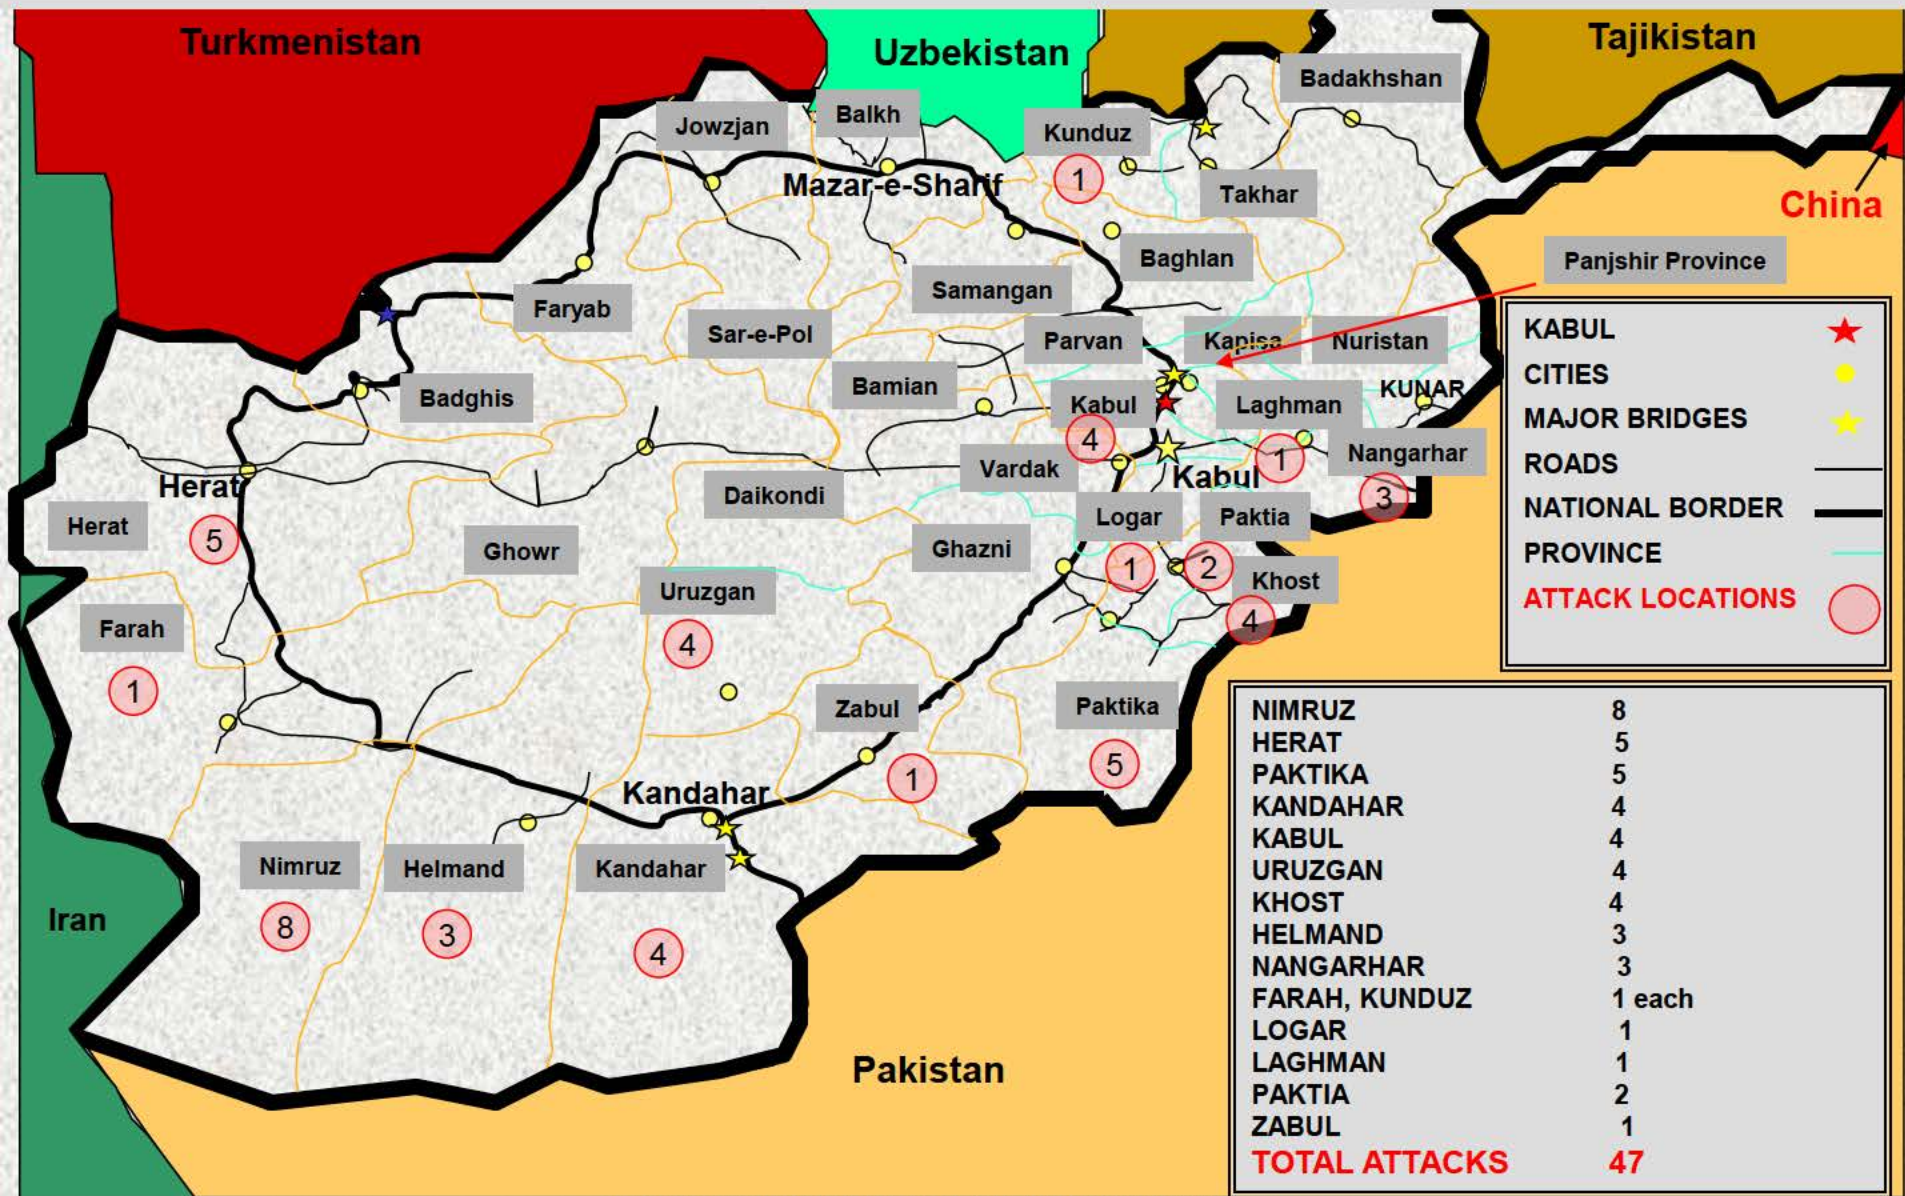 Turkmenistan
Uzbekistan
Tajikistan
Badakhshan
Jowzjan
Balkh
Kunduz
1
Mazar-e-Sharif
Takhar
China
Baghlan
Panjshir Province
Samangan
Faryab
Sar-e-Pol
Parvan
Kapisa
Nuristan
Bamian
Badghis
Kabul
Laghman
KUNAR
4
1
Nangarhar
3
Vardak
Kabul
Herat
Daikondi
Herat
5
Ghowr
Ghazni
Logar
Paktia
1
2
Khost
4
Uruzgan
4
Farah
1
Zabul
1
Paktika
5
Kandahar
Nimruz
8
Helmand
3
Kandahar
4
Iran
Pakistan
KABUL
CITIES
MAJOR BRIDGES
ROADS
NATIONAL BORDER
PROVINCE
ATTACK LOCATIONS
NIMRUZ 8
HERAT 5
PAKTIKA 5
KANDAHAR 4
KABUL 4
URUZGAN 4
KHOST 4
HELMAND 3
NANGARHAR 3
FARAH, KUNDUZ 1 each
LOGAR 1
LAGHMAN 1
PAKTIA 2
ZABUL 1
TOTAL ATTACKS 47